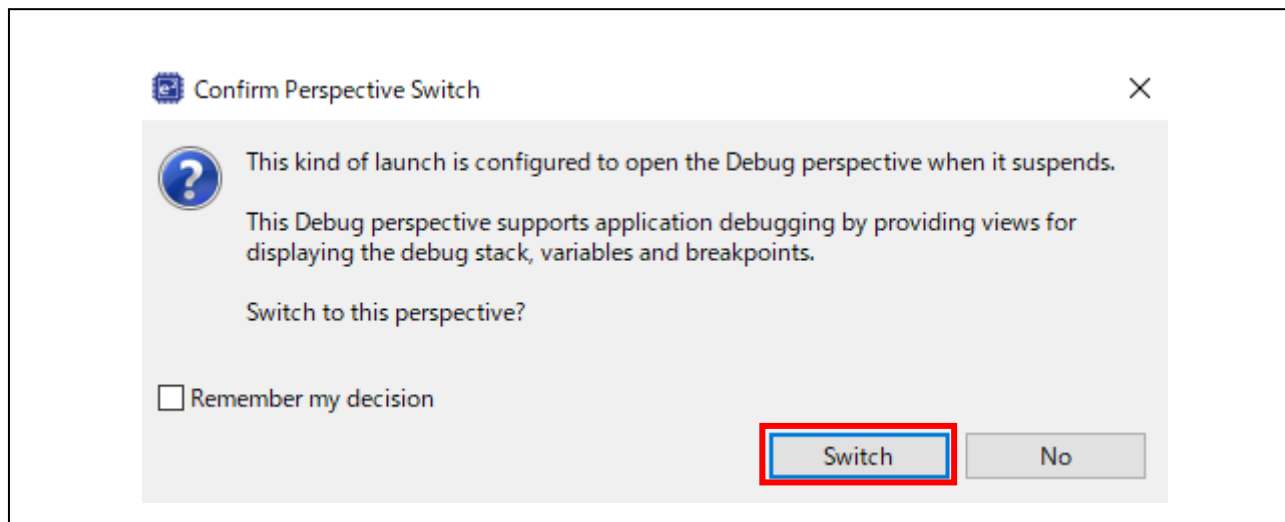 Confirm Perspective Switch
This kind of launch is configured to open the Debug perspective when it suspends.
This Debug perspective supports application debugging by providing views for
displaying the debug stack, variables and breakpoints.
Switch to this perspective?
Remember my decision
Switch
No